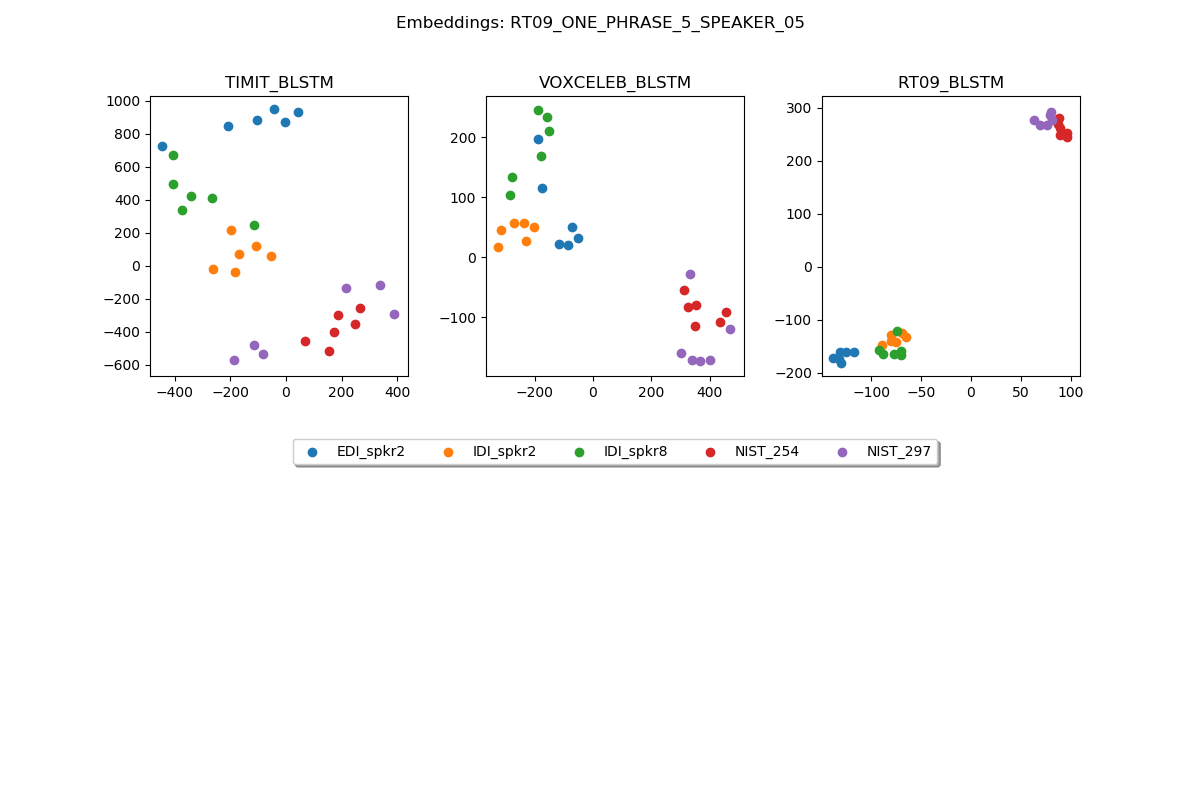 Embeddings: RT09_ONE_PHRASE_5_SPEAKER_05
TIMIT_BLSTM
1000
800
600
400
200
0
−200
−400
−600
−400 −200 0 200 400
VOXCELEB_BLSTM
200
100
0
−100
−200 0 200 400
RT09_BLSTM
300
200
100
0
−100
−200
−100 −50 0 50 100
EDI_spkr2 IDI_spkr2 IDI_spkr8 NIST_254 NIST_297